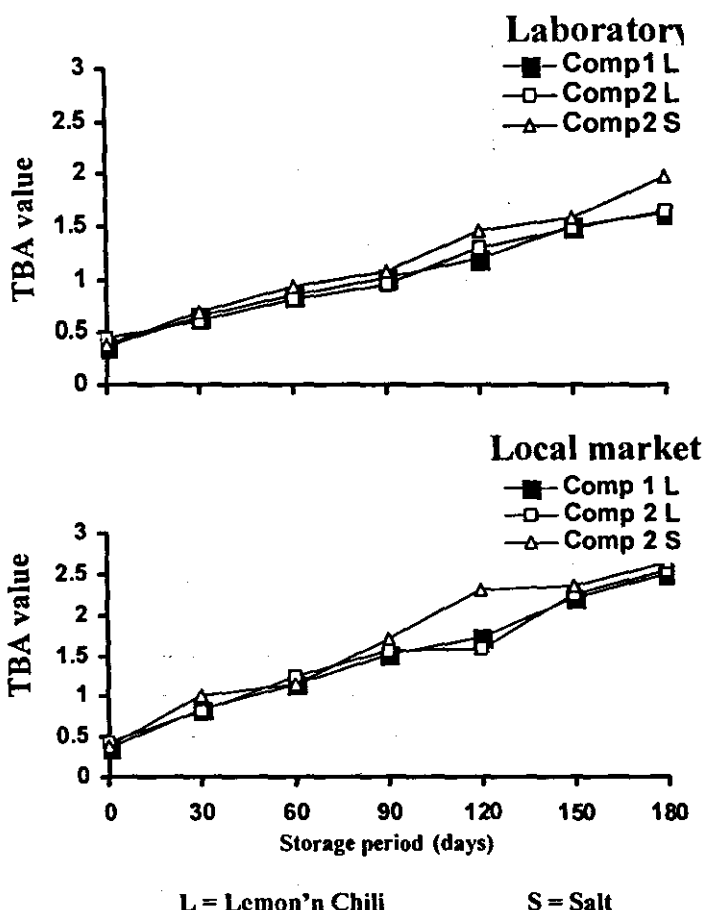 Laboratory
Comp1 L
Comp2 L
Comp2 S
3
2.5
2
1.5
1
0.5
0
TBA value
Local market
Comp 1 L
Comp 2 L
Comp 2 S
3
2.5
2
1.5
1
0.5
0
TBA value
0 30 60 90 120 150 180
Storage period (days)
L = Lemon'n Chili S = Salt